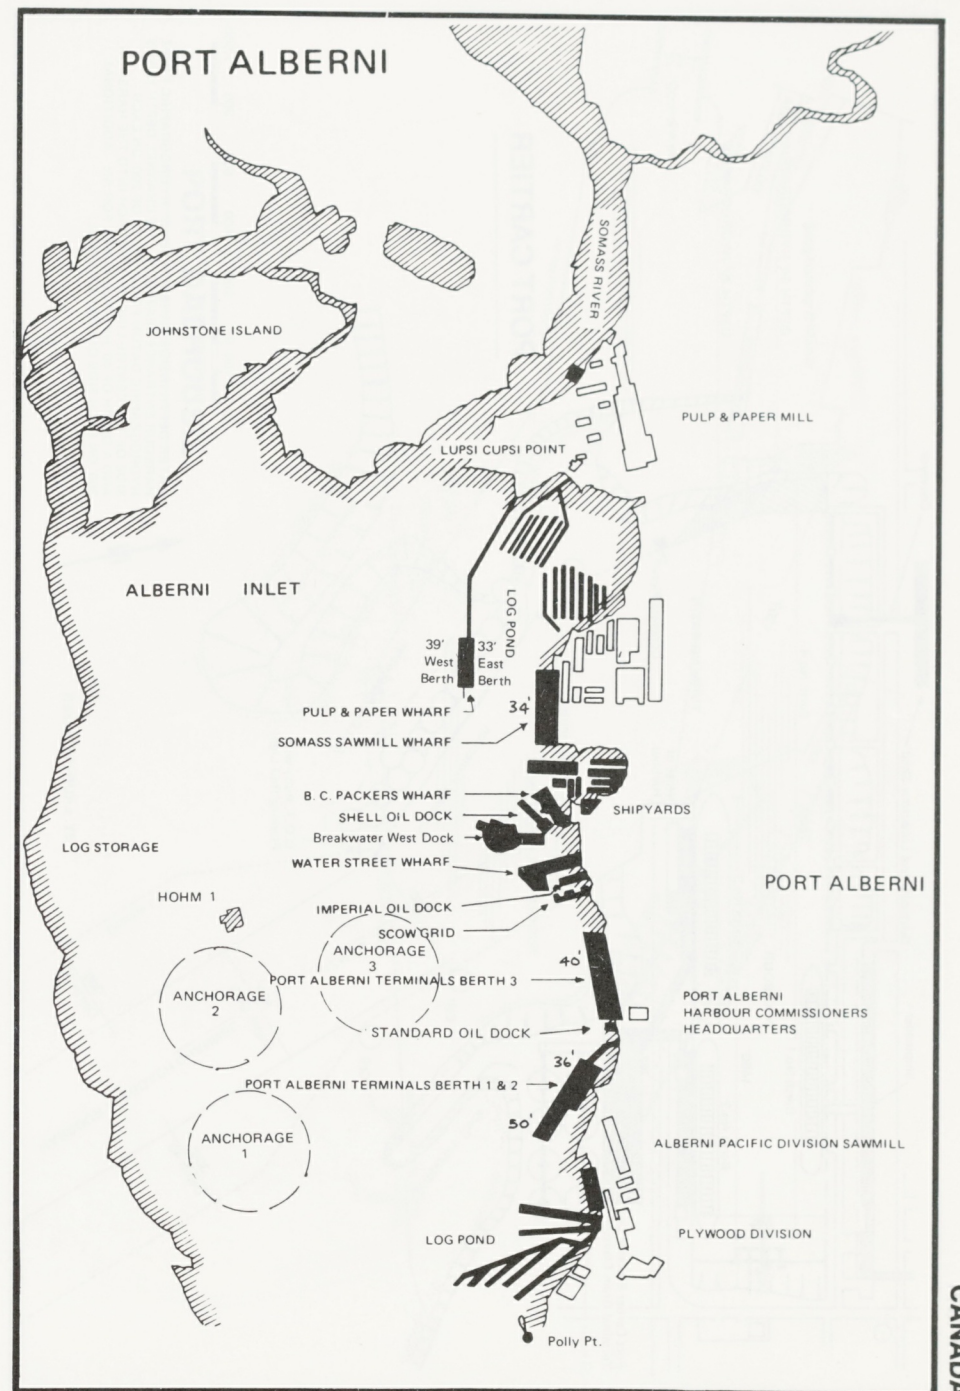 PORT ALBERNI
SOMASS RIVER
JOHNSTONE ISLAND
PULP & PAPER MILL
LUPSI CUPSI POINT
ALBERNI INLET
LOG POND
39'
West
Berth
33'
East
Berth
PULP & PAPER WHARF
34'
SOMASS SAWMILL WHARF
B. C. PACKERS WHARF
SHELL OIL DOCK
SHIPYARDS
Breakwater West Dock
LOG STORAGE
WATER STREET WHARF
PORT ALBERNI
HOHM 1
IMPERIAL OIL DOCK
SCOW GRID
ANCHORAGE
3
40'
PORT ALBERNI TERMINALS BERTH 3
ANCHORAGE
2
PORT ALBERNI
HARBOUR COMMISSIONERS
HEADQUARTERS
STANDARD OIL DOCK
36'
PORT ALBERNI TERMINALS BERTH 1 & 2
50'
ANCHORAGE
1
ALBERNI PACIFIC DIVISION SAWMILL
PLYWOOD DIVISION
LOG POND
Polly Pt.
CANADA